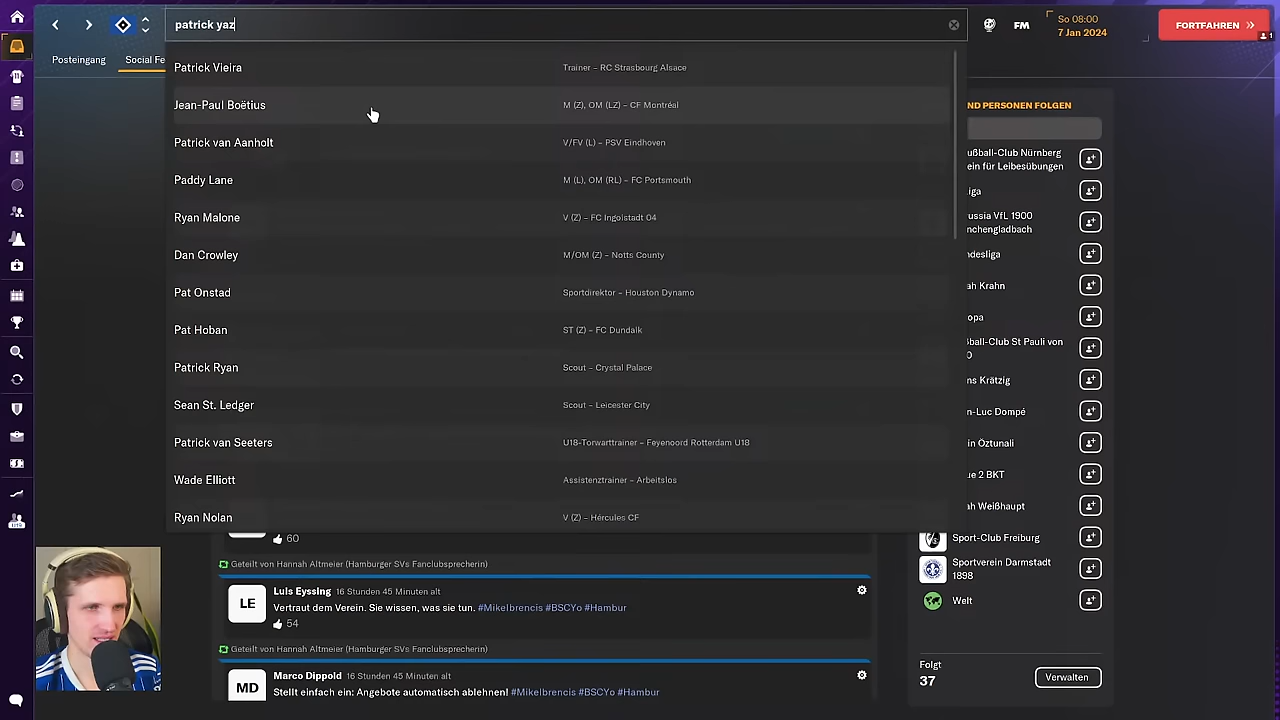 patrick yaz
FM
So 08:00
7 Jan 2024
FORTFAHREN
1
Posteingang
Social Fe
Patrick Vieira
Trainer – RC Strasbourg Alsace
Jean-Paul Boëtius
M (Z), OM (LZ) – CF Montréal
Patrick van Aanholt
V/FV (L) – PSV Eindhoven
Paddy Lane
M (L), OM (RL) – FC Portsmouth
Ryan Malone
V (Z) – FC Ingolstadt 04
Dan Crowley
M/OM (Z) – Notts County
Pat Onstad
Sportdirektor – Houston Dynamo
Pat Hoban
ST (Z) – FC Dundalk
Patrick Ryan
Scout – Crystal Palace
Sean St. Ledger
Scout – Leicester City
Patrick van Seeters
U18-Torwarttrainer – Feyenoord Rotterdam U18
Wade Elliott
Assistenztrainer – Arbeitslos
Ryan Nolan
V (Z) – Hércules CF
60
Geteilt von Hannah Altmeier (Hamburger SVs Fanclubsprecherin)
LE
Luis Eyssing 16 Stunden 45 Minuten alt
Vertraut dem Verein. Sie wissen, was sie tun. #Mikelbrencis #BSCYo #Hambur
54
Geteilt von Hannah Altmeier (Hamburger SVs Fanclubsprecherin)
MD
Marco Dippold 16 Stunden 45 Minuten alt
Stellt einfach ein: Angebote automatisch ablehnen! #Mikelbrencis #BSCYo #Hambur
ND PERSONEN FOLGEN
ußball-Club Nürnberg
ein für Leibesübungen
iga
russia VfL 1900
nchengladbach
ndesliga
ah Krahn
opa
ßball-Club St Pauli von
0
ns Krätzig
n-Luc Dompé
in Öztunali
ue 2 BKT
ah Weißhaupt
Sport-Club Freiburg
Sportverein Darmstadt
1898
Welt
Folgt
37
Verwalten